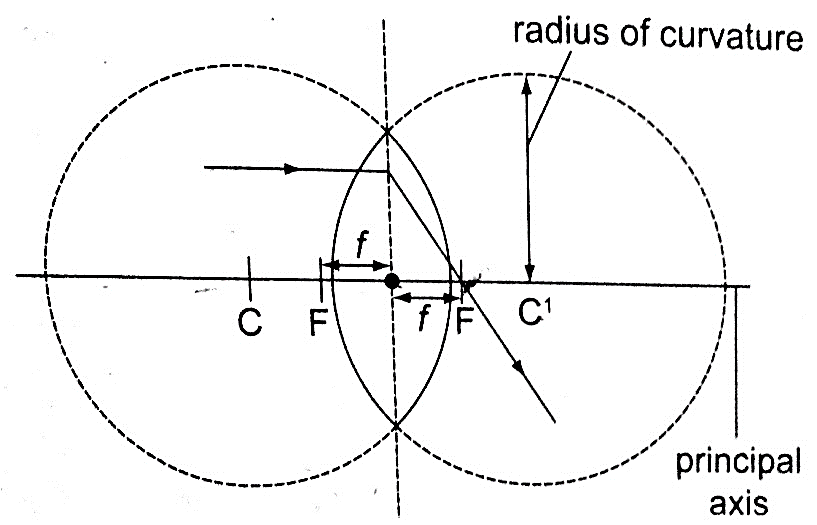 radius of curvature
f
C F f F C¹
principal
axis